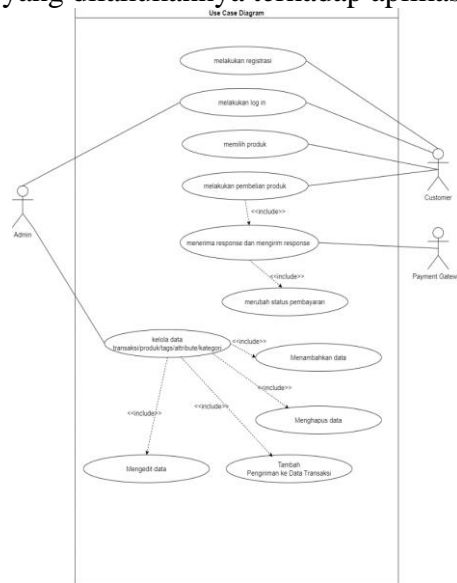 yang dilakukannya terhadap aplikas
Use Case Diagram
melakukan registrasi
melakukan log in
memilih produk
melakukan pembelian produk
Customer
<<include>>
Admin
menerima response dan mengirim response
Payment Gatew
<<include>>
merubah status pembayaran
kelola data
transaksi/produk/tags/attribute/kategori
<<include>>
Menambahkan data
<<include>>
<<include>>
<<include>>
Menghapus data
Mengedit data
Tambah
Pengiriman ke Data Transaksi